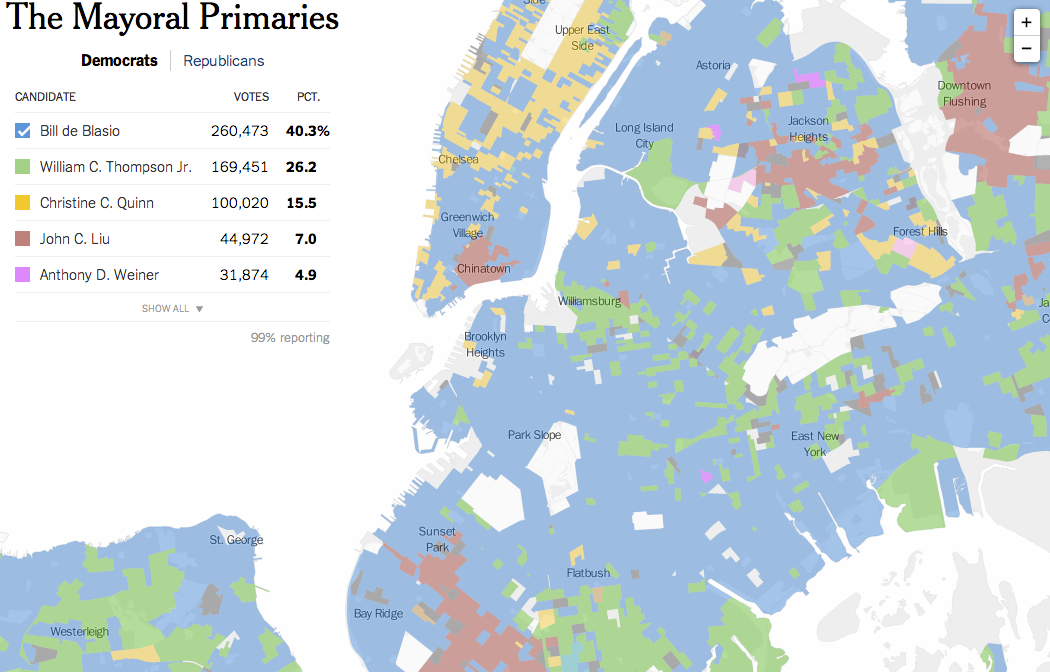 The Mayoral Primaries
Democrats Republicans
CANDIDATE VOTES PCT.
Bill de Blasio 260,473 40.3%
William C. Thompson Jr. 169,451 26.2
Christine C. Quinn 100,020 15.5
John C. Liu 44,972 7.0
Anthony D. Weiner 31,874 4.9
SHOW ALL ▼
99% reporting
Side
Upper East
Side
+
−
Astoria
Downtown
Flushing
Long Island
City
Jackson
Heights
Chelsea
Greenwich
Village
Forest Hills
Chinatown
Williamsburg
Ja
C
Brooklyn
Heights
Park Slope
East New
York
Sunset
Park
St. George
Flatbush
Bay Ridge
Westerleigh